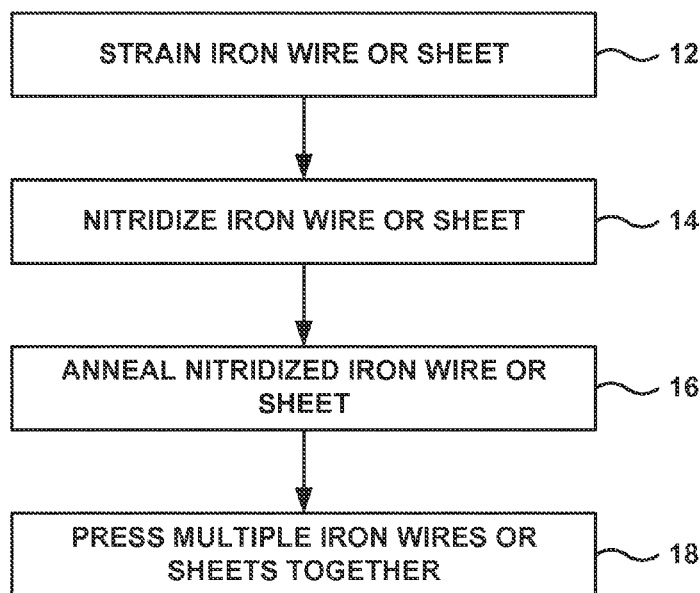 STRAIN IRON WIRE OR SHEET
12
NITRIDIZE IRON WIRE OR SHEET
14
ANNEAL NITRIDIZED IRON WIRE OR
SHEET
16
PRESS MULTIPLE IRON WIRES OR
SHEETS TOGETHER
18